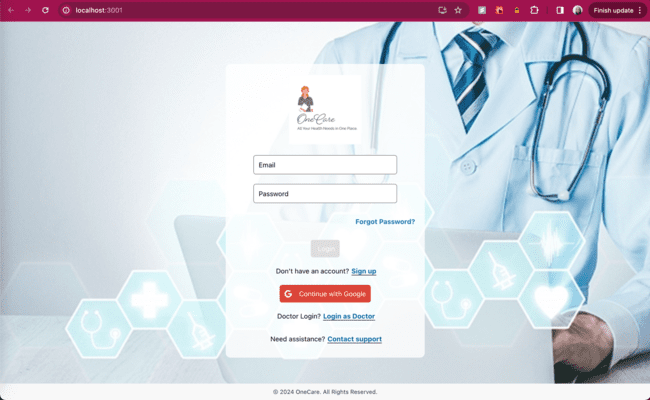 localhost:3001
Finish update
OneCare
All Your Health Needs in One Place
Email
Password
Forgot Password?
Login
Don't have an account? Sign up
Continue with Google
Doctor Login? Login as Doctor
Need assistance? Contact support
© 2024 OneCare. All Rights Reserved.